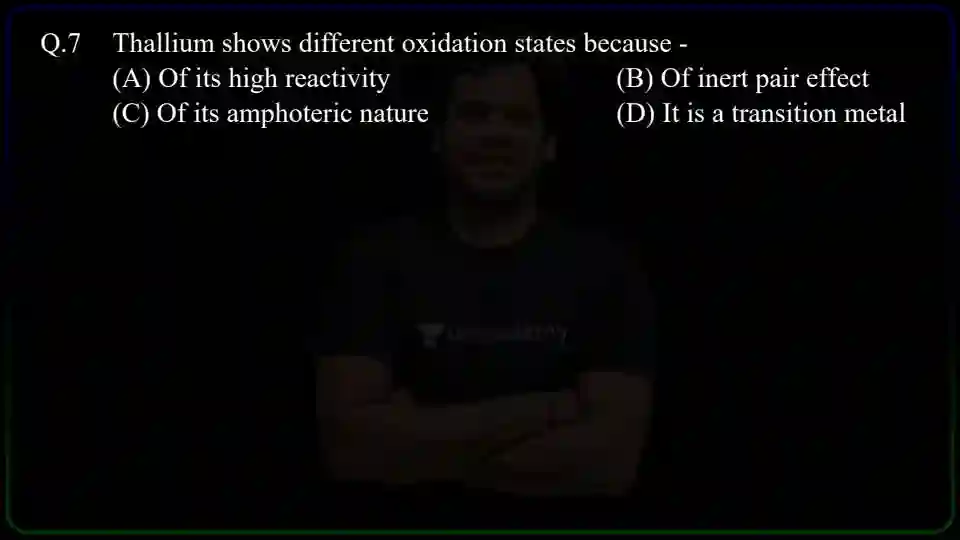 Q.7 Thallium shows different oxidation states because -
(A) Of its high reactivity (B) Of inert pair effect
(C) Of its amphoteric nature (D) It is a transition metal